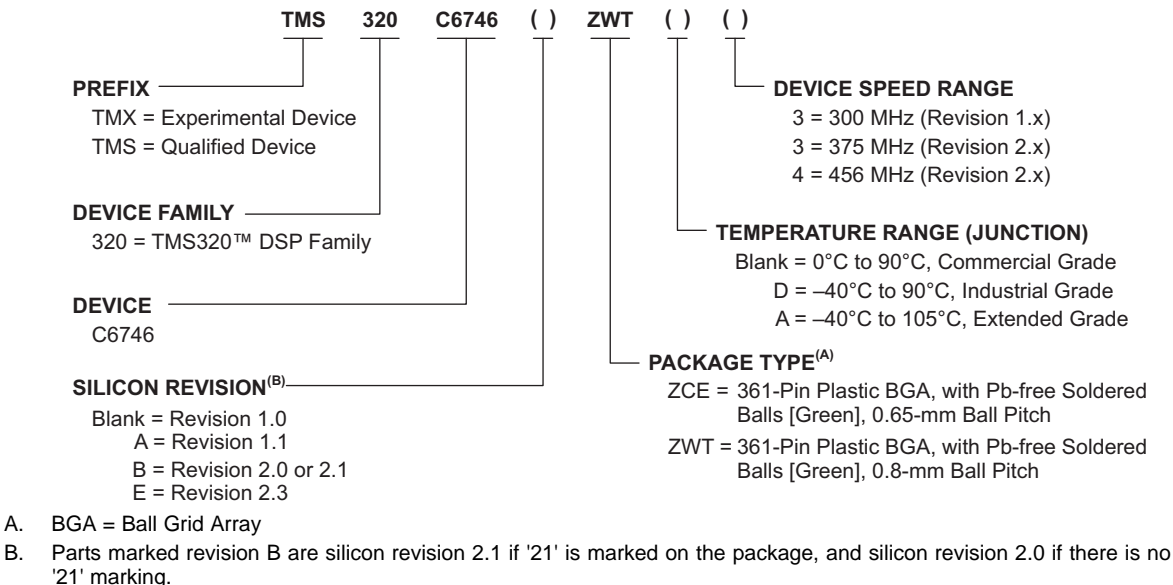 TMS 320 C6746 ( ) ZWT ( ) ( )
PREFIX
TMX = Experimental Device
TMS = Qualified Device
DEVICE FAMILY
320 = TMS320™ DSP Family
DEVICE
C6746
SILICON REVISION(B)
Blank = Revision 1.0
A = Revision 1.1
B = Revision 2.0 or 2.1
E = Revision 2.3
DEVICE SPEED RANGE
3 = 300 MHz (Revision 1.x)
3 = 375 MHz (Revision 2.x)
4 = 456 MHz (Revision 2.x)
TEMPERATURE RANGE (JUNCTION)
Blank = 0°C to 90°C, Commercial Grade
D = –40°C to 90°C, Industrial Grade
A = –40°C to 105°C, Extended Grade
PACKAGE TYPE(A)
ZCE = 361-Pin Plastic BGA, with Pb-free Soldered
Balls [Green], 0.65-mm Ball Pitch
ZWT = 361-Pin Plastic BGA, with Pb-free Soldered
Balls [Green], 0.8-mm Ball Pitch
A. BGA = Ball Grid Array
B. Parts marked revision B are silicon revision 2.1 if '21' is marked on the package, and silicon revision 2.0 if there is no
'21' marking.